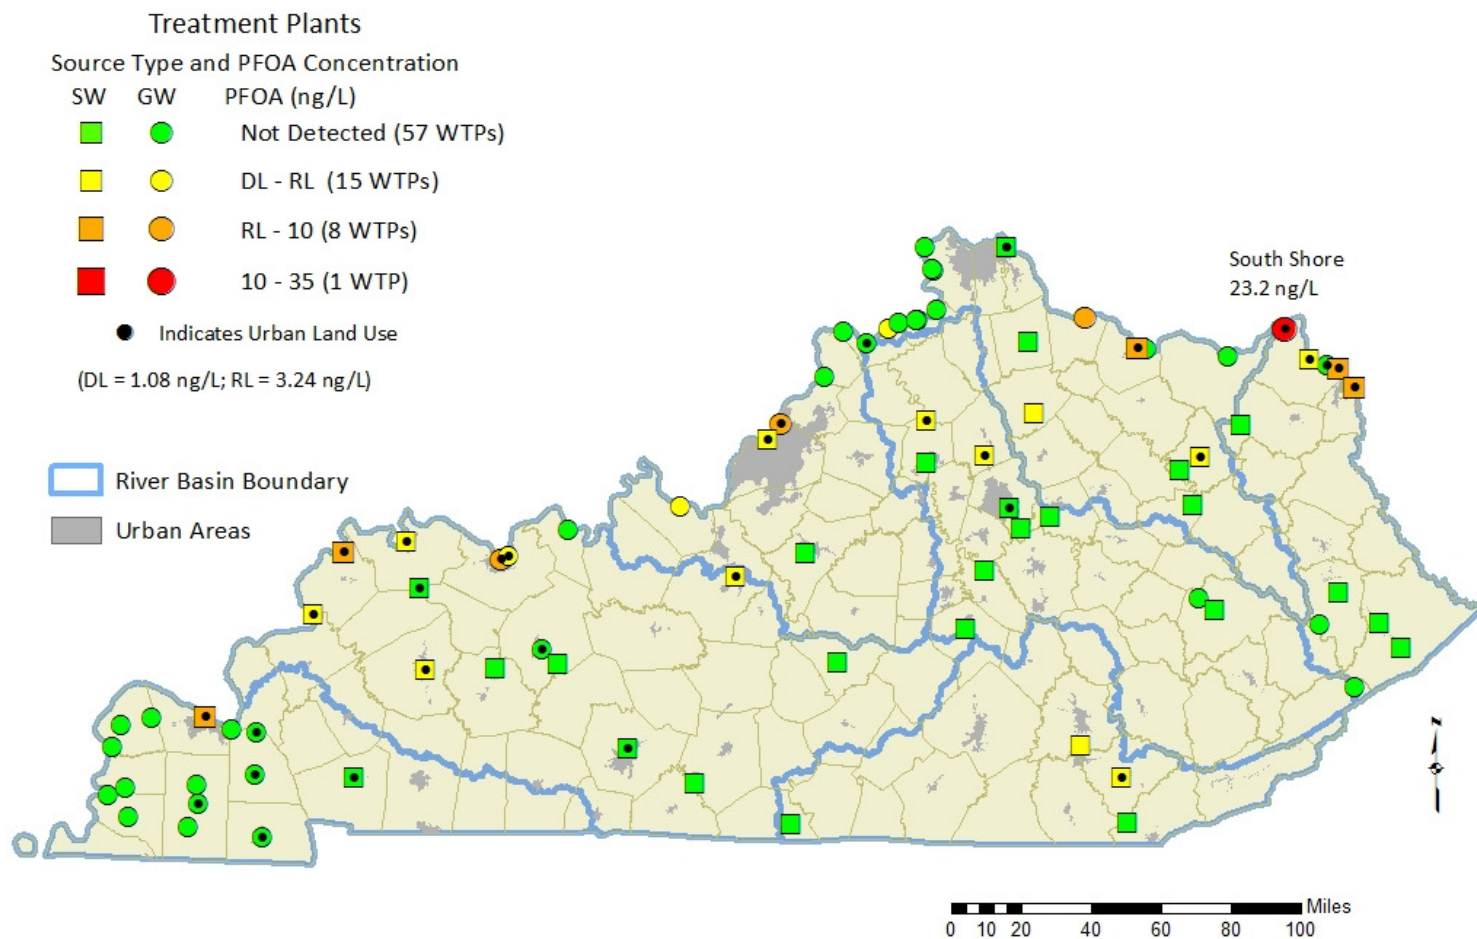 Treatment Plants
Source Type and PFOA Concentration
SW GW PFOA (ng/L)
Not Detected (57 WTPs)
DL - RL (15 WTPs)
RL - 10 (8 WTPs)
10 - 35 (1 WTP)
Indicates Urban Land Use
(DL = 1.08 ng/L; RL = 3.24 ng/L)
River Basin Boundary
Urban Areas
South Shore
23.2 ng/L
N
Miles
0 10 20 40 60 80 100